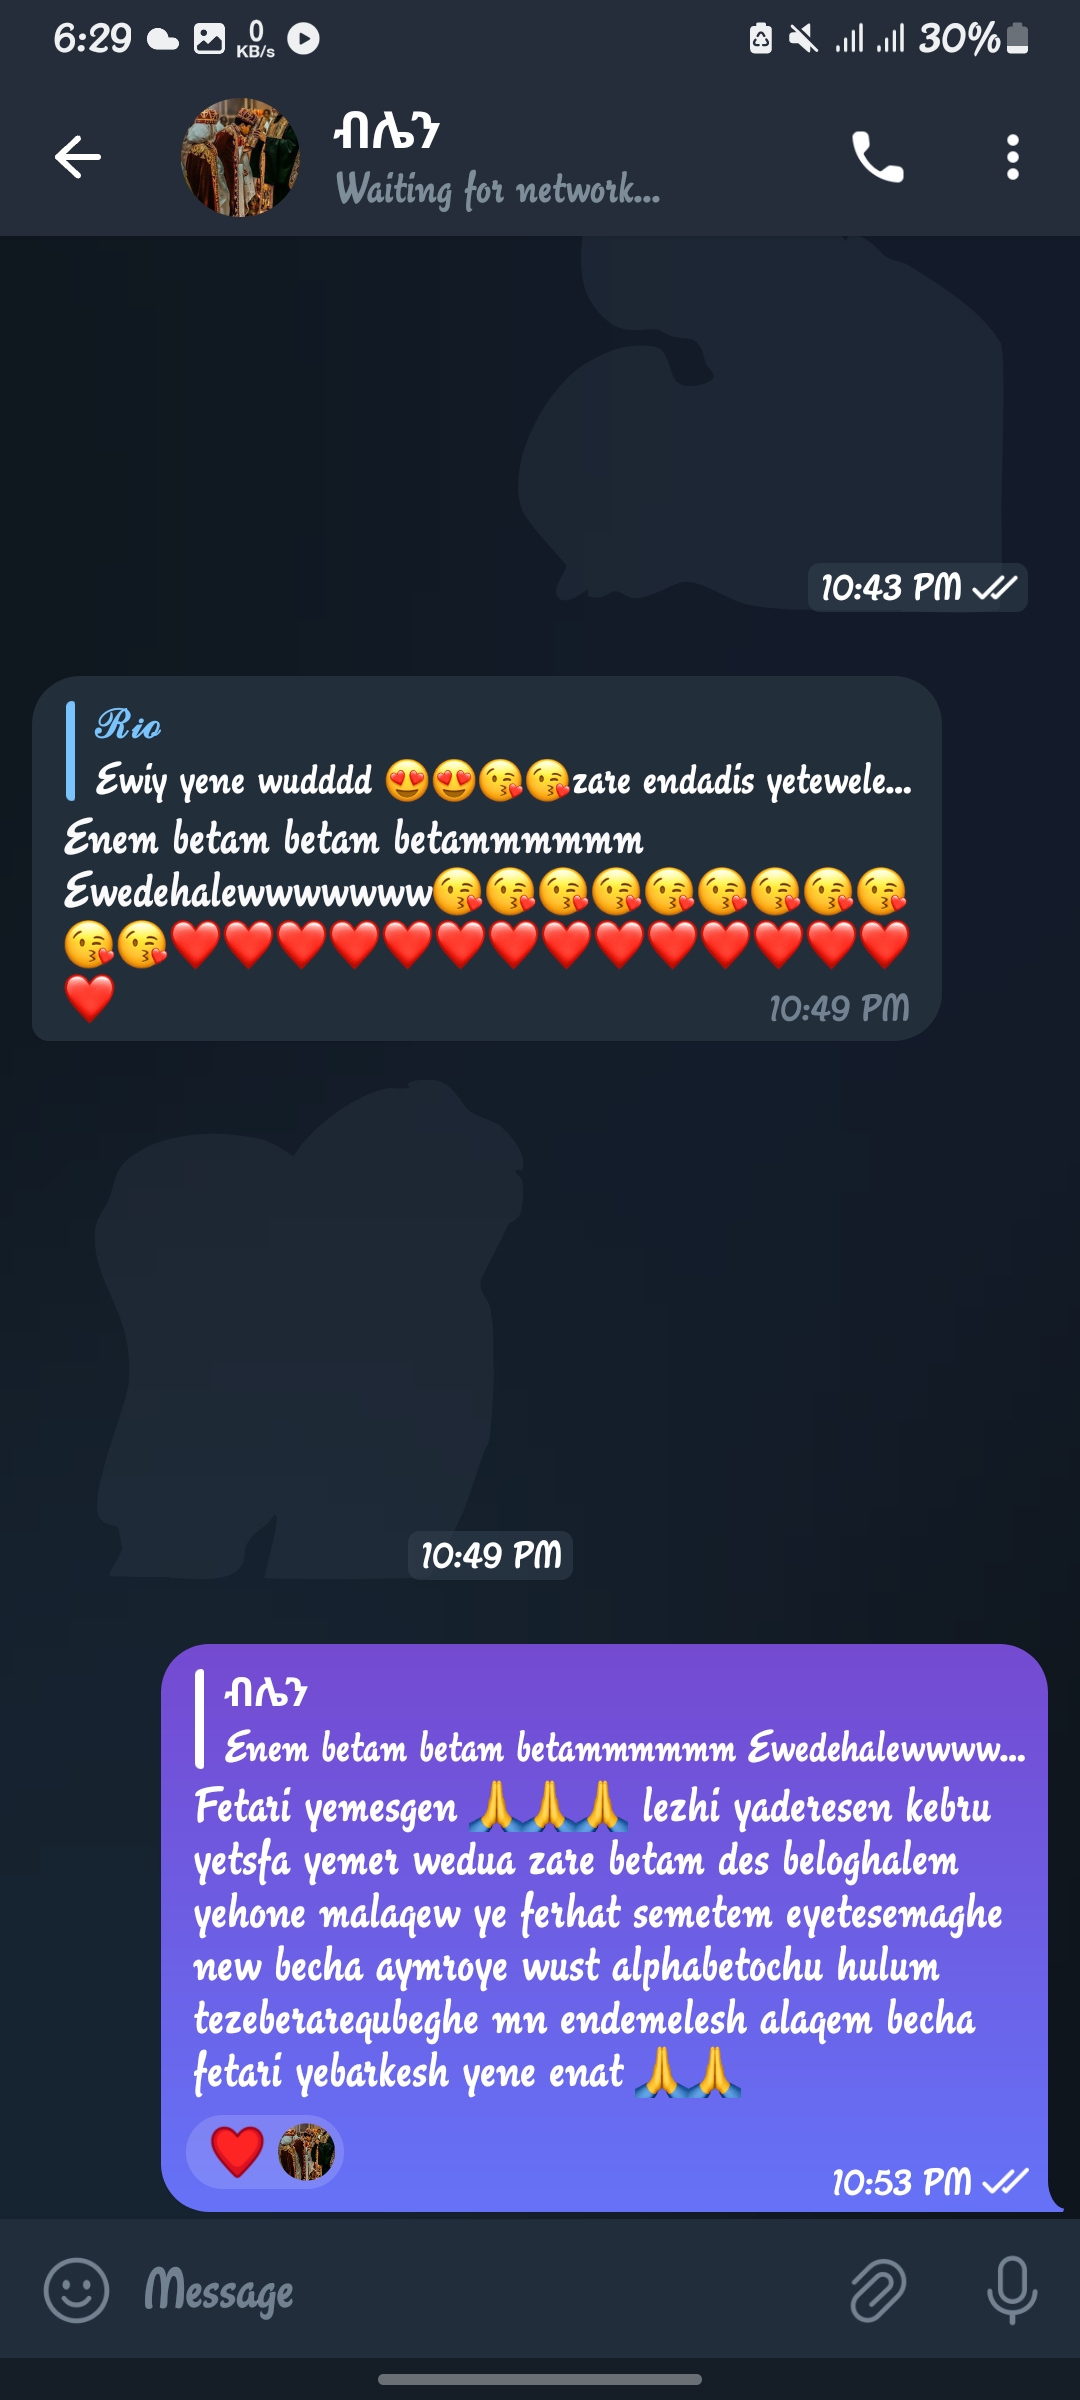 6:29 0 KB/s 30%
ብሌን
Waiting for network...
10:43 PM
Rio
Ewiy yene wudddd 😍😍😘😘zare endadis yetewele...
Enem betam betam betammmmmm
Ewedehalewwwwwww😘😘😘😘😘😘😘😘😘
😘😘❤️❤️❤️❤️❤️❤️❤️❤️❤️❤️❤️❤️❤️❤️
❤️ 10:49 PM
10:49 PM
ብሌን
Enem betam betam betammmmmm Ewedehalewwww...
Fetari yemesgen 🙏🙏🙏 lezhi yaderesen kebru
yetsfa yemer wedua zare betam des beloghalem
yehone malaqew ye ferhat semetem eyetesemaghe
new becha aymroye wust alphabetochu hulum
tezeberarequbeghe mn endemelesh alaqem becha
fetari yebarkesh yene enat 🙏🙏
❤️ 10:53 PM
Message